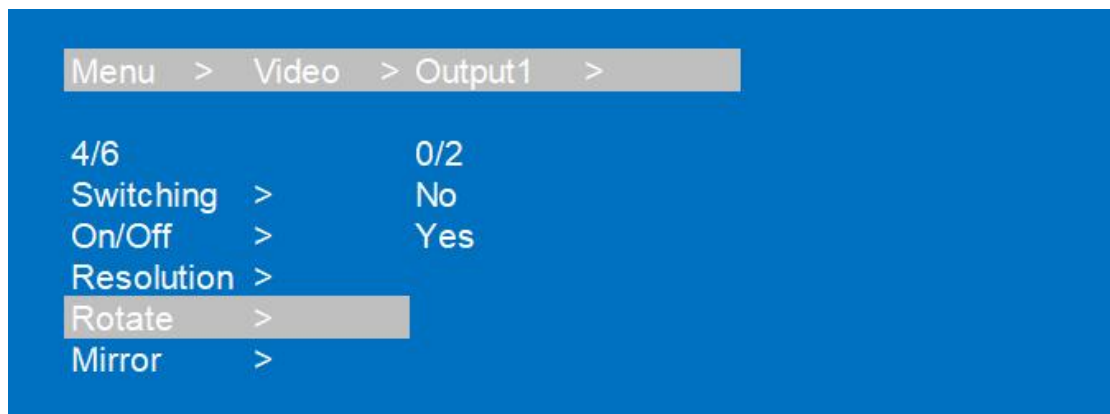 Menu > Video > Output1 >
4/6 0/2
Switching > No
On/Off > Yes
Resolution >
Rotate >
Mirror >